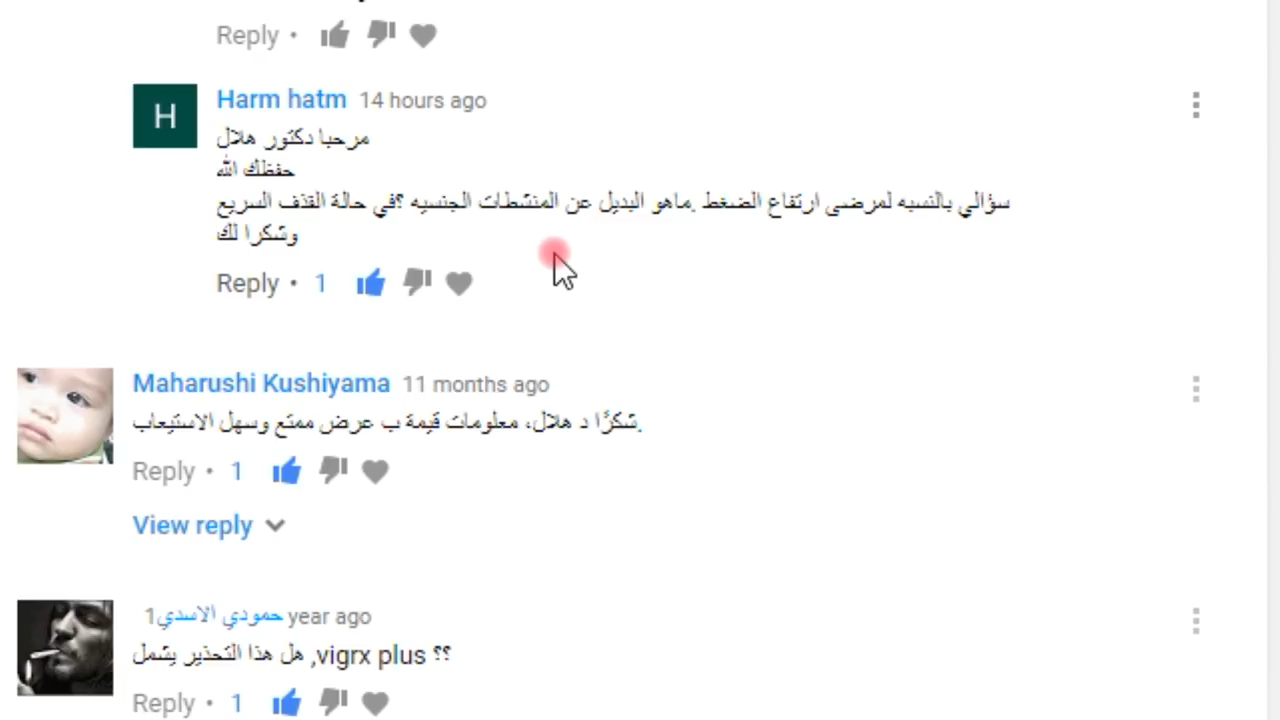 Reply •
Harm hatm 14 hours ago
مرحبا دكتور هلال
حفظك الله
سؤالي بالنسبه لمرضى ارتفاع الضغط .ماهو البديل عن المنشطات الجنسيه ؟في حالة القذف السريع
وشكرا لك
Reply • 1
Maharushi Kushiyama 11 months ago
شكرًا د هلال، معلومات قيمة ب عرض ممتع وسهل الاستيعاب.
Reply • 1
View reply
حمودي الاسدي1 year ago
هل هذا التحذير يشمل ,vigrx plus ؟؟
Reply • 1